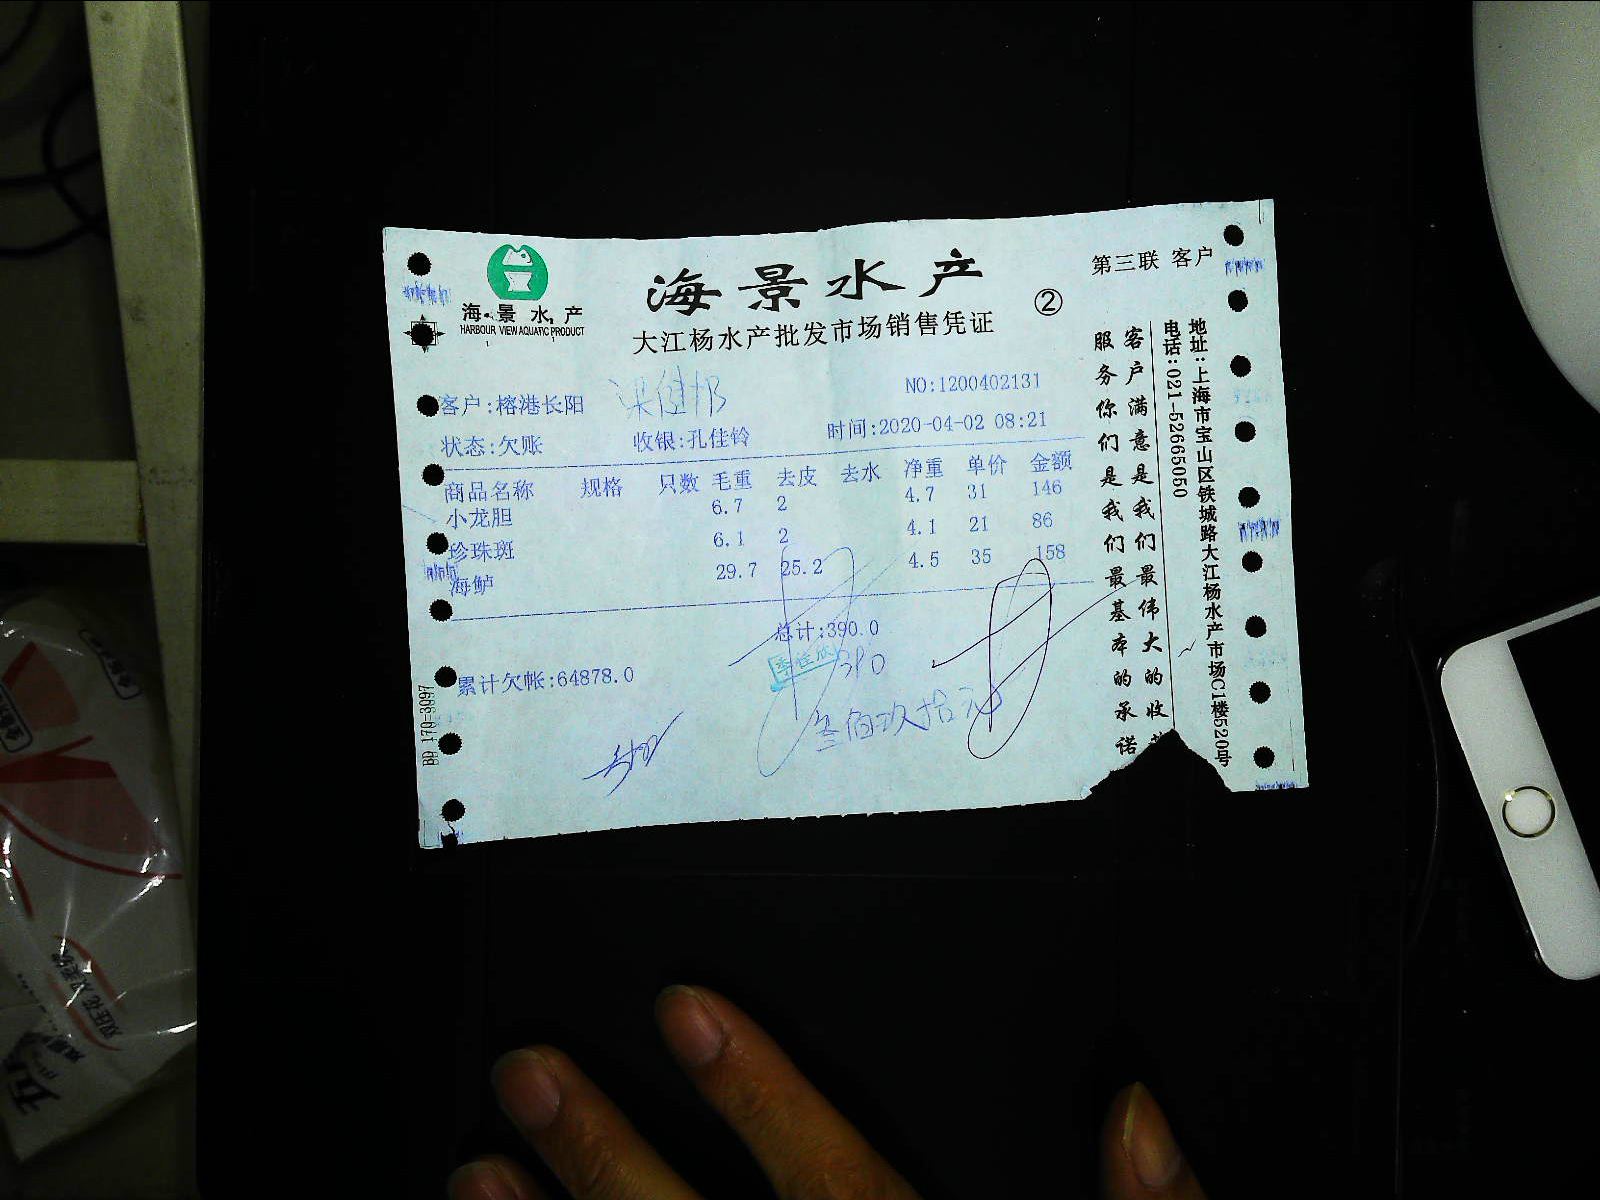 海·景 水 产
HARBOUR VIEW AQUATIC PRODUCT
海景水产
②
第三联 客户
大江杨水产批发市场销售凭证
客户:榕港长阳
NO:1200402131
状态:欠账 收银:孔佳铃 时间:2020-04-02 08:21
商品名称 规格 只数 毛重 去皮 去水 净重 单价 金额
小龙胆 6.7 2 4.7 31 146
珍珠斑 6.1 2 4.1 21 86
海鲈 29.7 25.2 4.5 35 158
总计:390.0
390
累计欠帐:64878.0
叁佰玖拾元
BD 170-3997
客户满意是我们最伟大的收
服务你们是我们最基本的承诺
地址:上海市宝山区铁城路大江杨水产市场C1楼520号
电话:021-52665050